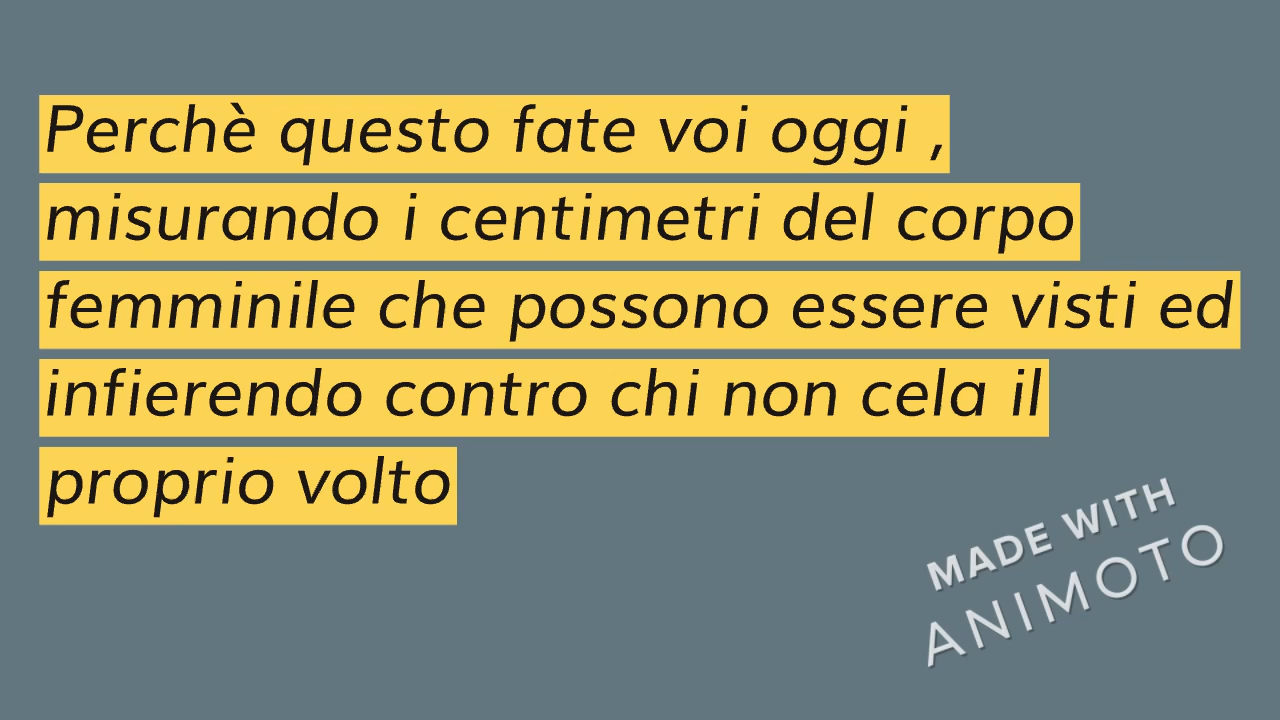 Perchè questo fate voi oggi ,
misurando i centimetri del corpo
femminile che possono essere visti ed
infierendo contro chi non cela il
proprio volto
MADE WITH
ANIMOTO